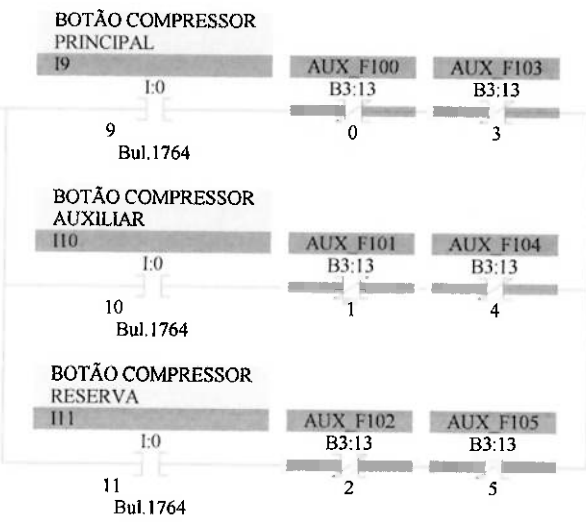 BOTÃO COMPRESSOR
PRINCIPAL
I9
AUX_F100
AUX_F103
I:0
B3:13
B3:13
9
0
3
Bul.1764
BOTÃO COMPRESSOR
AUXILIAR
I10
AUX_F101
AUX_F104
I:0
B3:13
B3:13
10
1
4
Bul.1764
BOTÃO COMPRESSOR
RESERVA
I11
AUX_F102
AUX_F105
I:0
B3:13
B3:13
11
2
5
Bul.1764